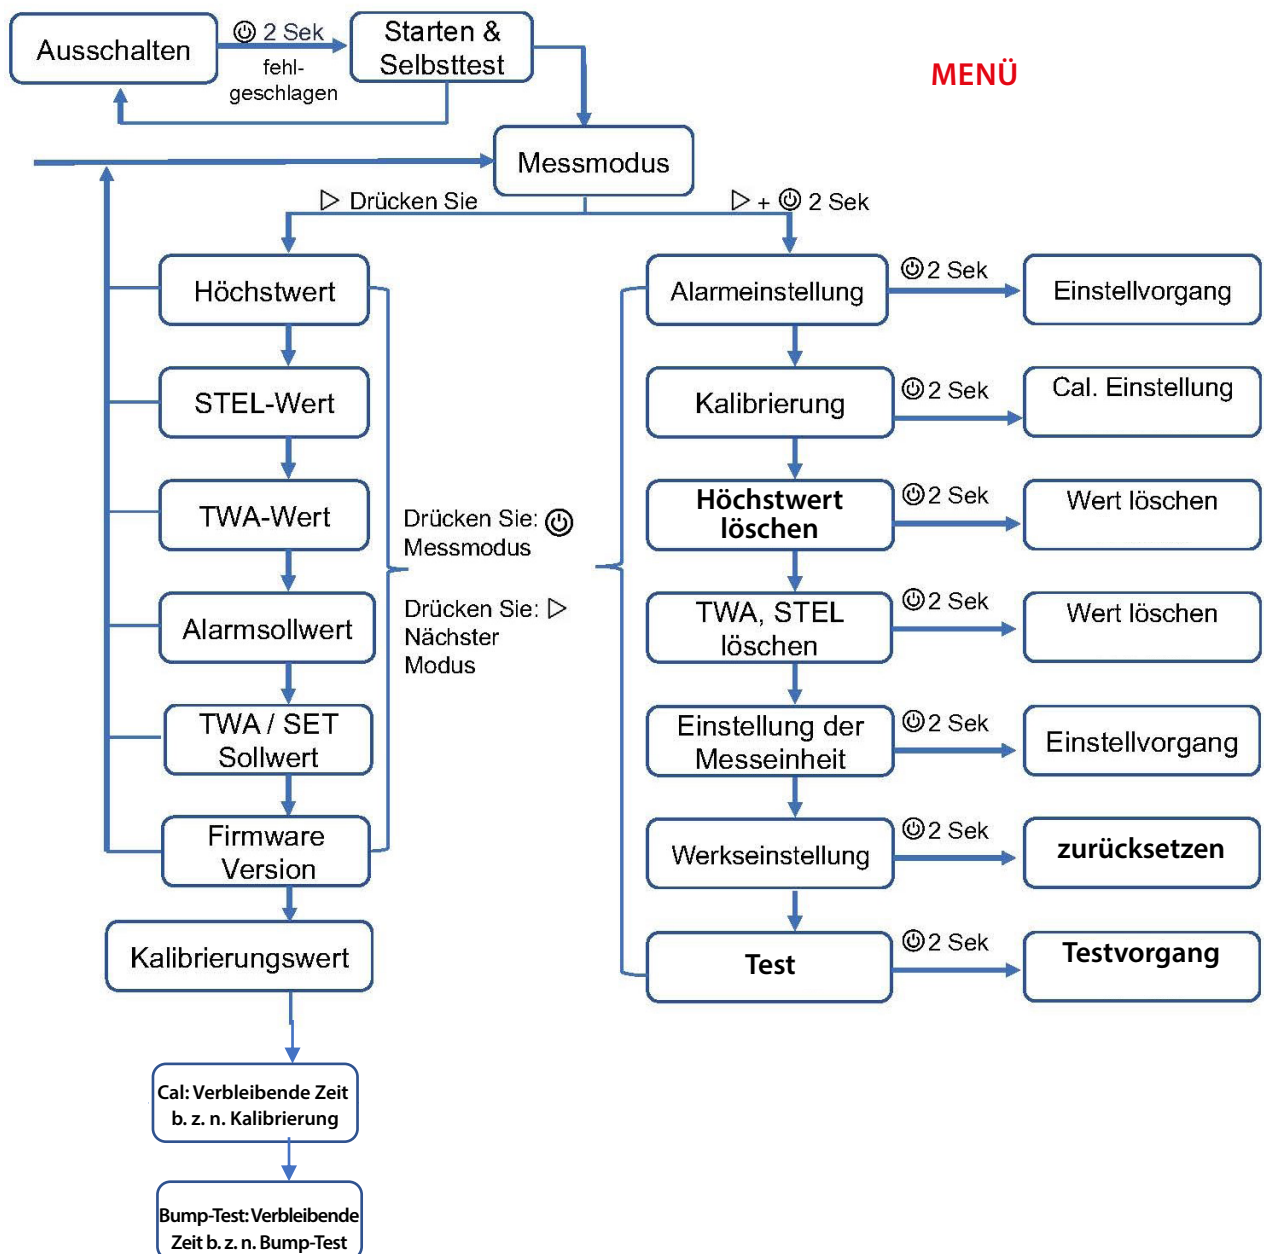 Ausschalten
2 Sek
fehl-
geschlagen
Starten &
Selbsttest
MENÜ
Messmodus
▷ Drücken Sie
▷ + 2 Sek
Höchstwert
STEL-Wert
TWA-Wert
Alarmsollwert
TWA / SET
Sollwert
Firmware
Version
Kalibrierungswert
Cal: Verbleibende Zeit
b. z. n. Kalibrierung
Bump-Test: Verbleibende
Zeit b. z. n. Bump-Test
Drücken Sie:
Messmodus
Drücken Sie: ▷
Nächster
Modus
Alarmeinstellung
2 Sek
Einstellvorgang
Kalibrierung
2 Sek
Cal. Einstellung
Höchstwert
löschen
2 Sek
Wert löschen
TWA, STEL
löschen
2 Sek
Wert löschen
Einstellung der
Messeinheit
2 Sek
Einstellvorgang
Werkseinstellung
2 Sek
zurücksetzen
Test
2 Sek
Testvorgang